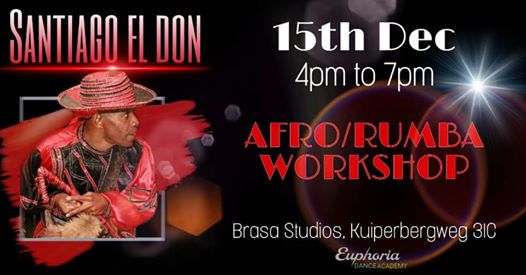 SANTIAGO EL DON
15th Dec
4pm to 7pm
AFRO/RUMBA
WORKSHOP
Brasa Studios, Kuiperbergweg 31C
Euphoria
DANCE ACADEMY